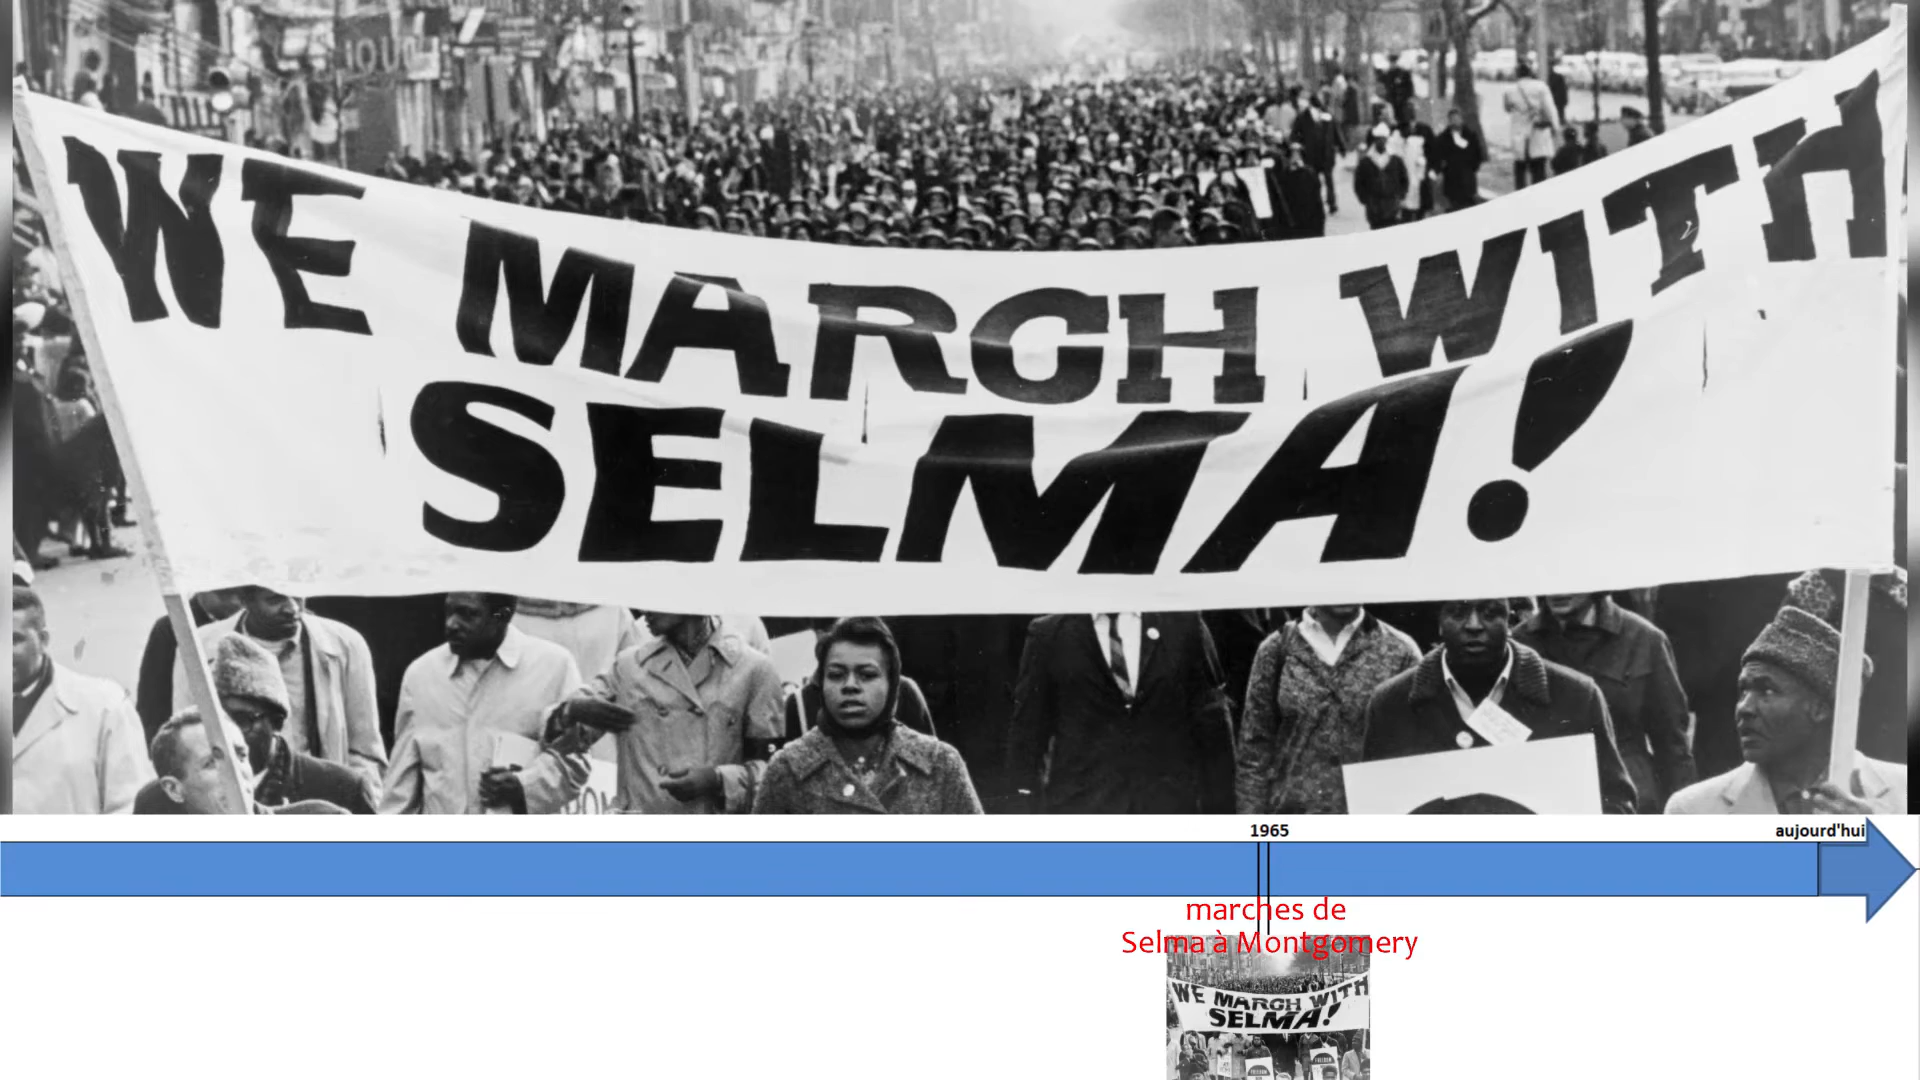 WE MARCH WITH
SELMA!
1965
aujourd'hui
marches de
Selma à Montgomery
WE MARCH WITH
SELMA!